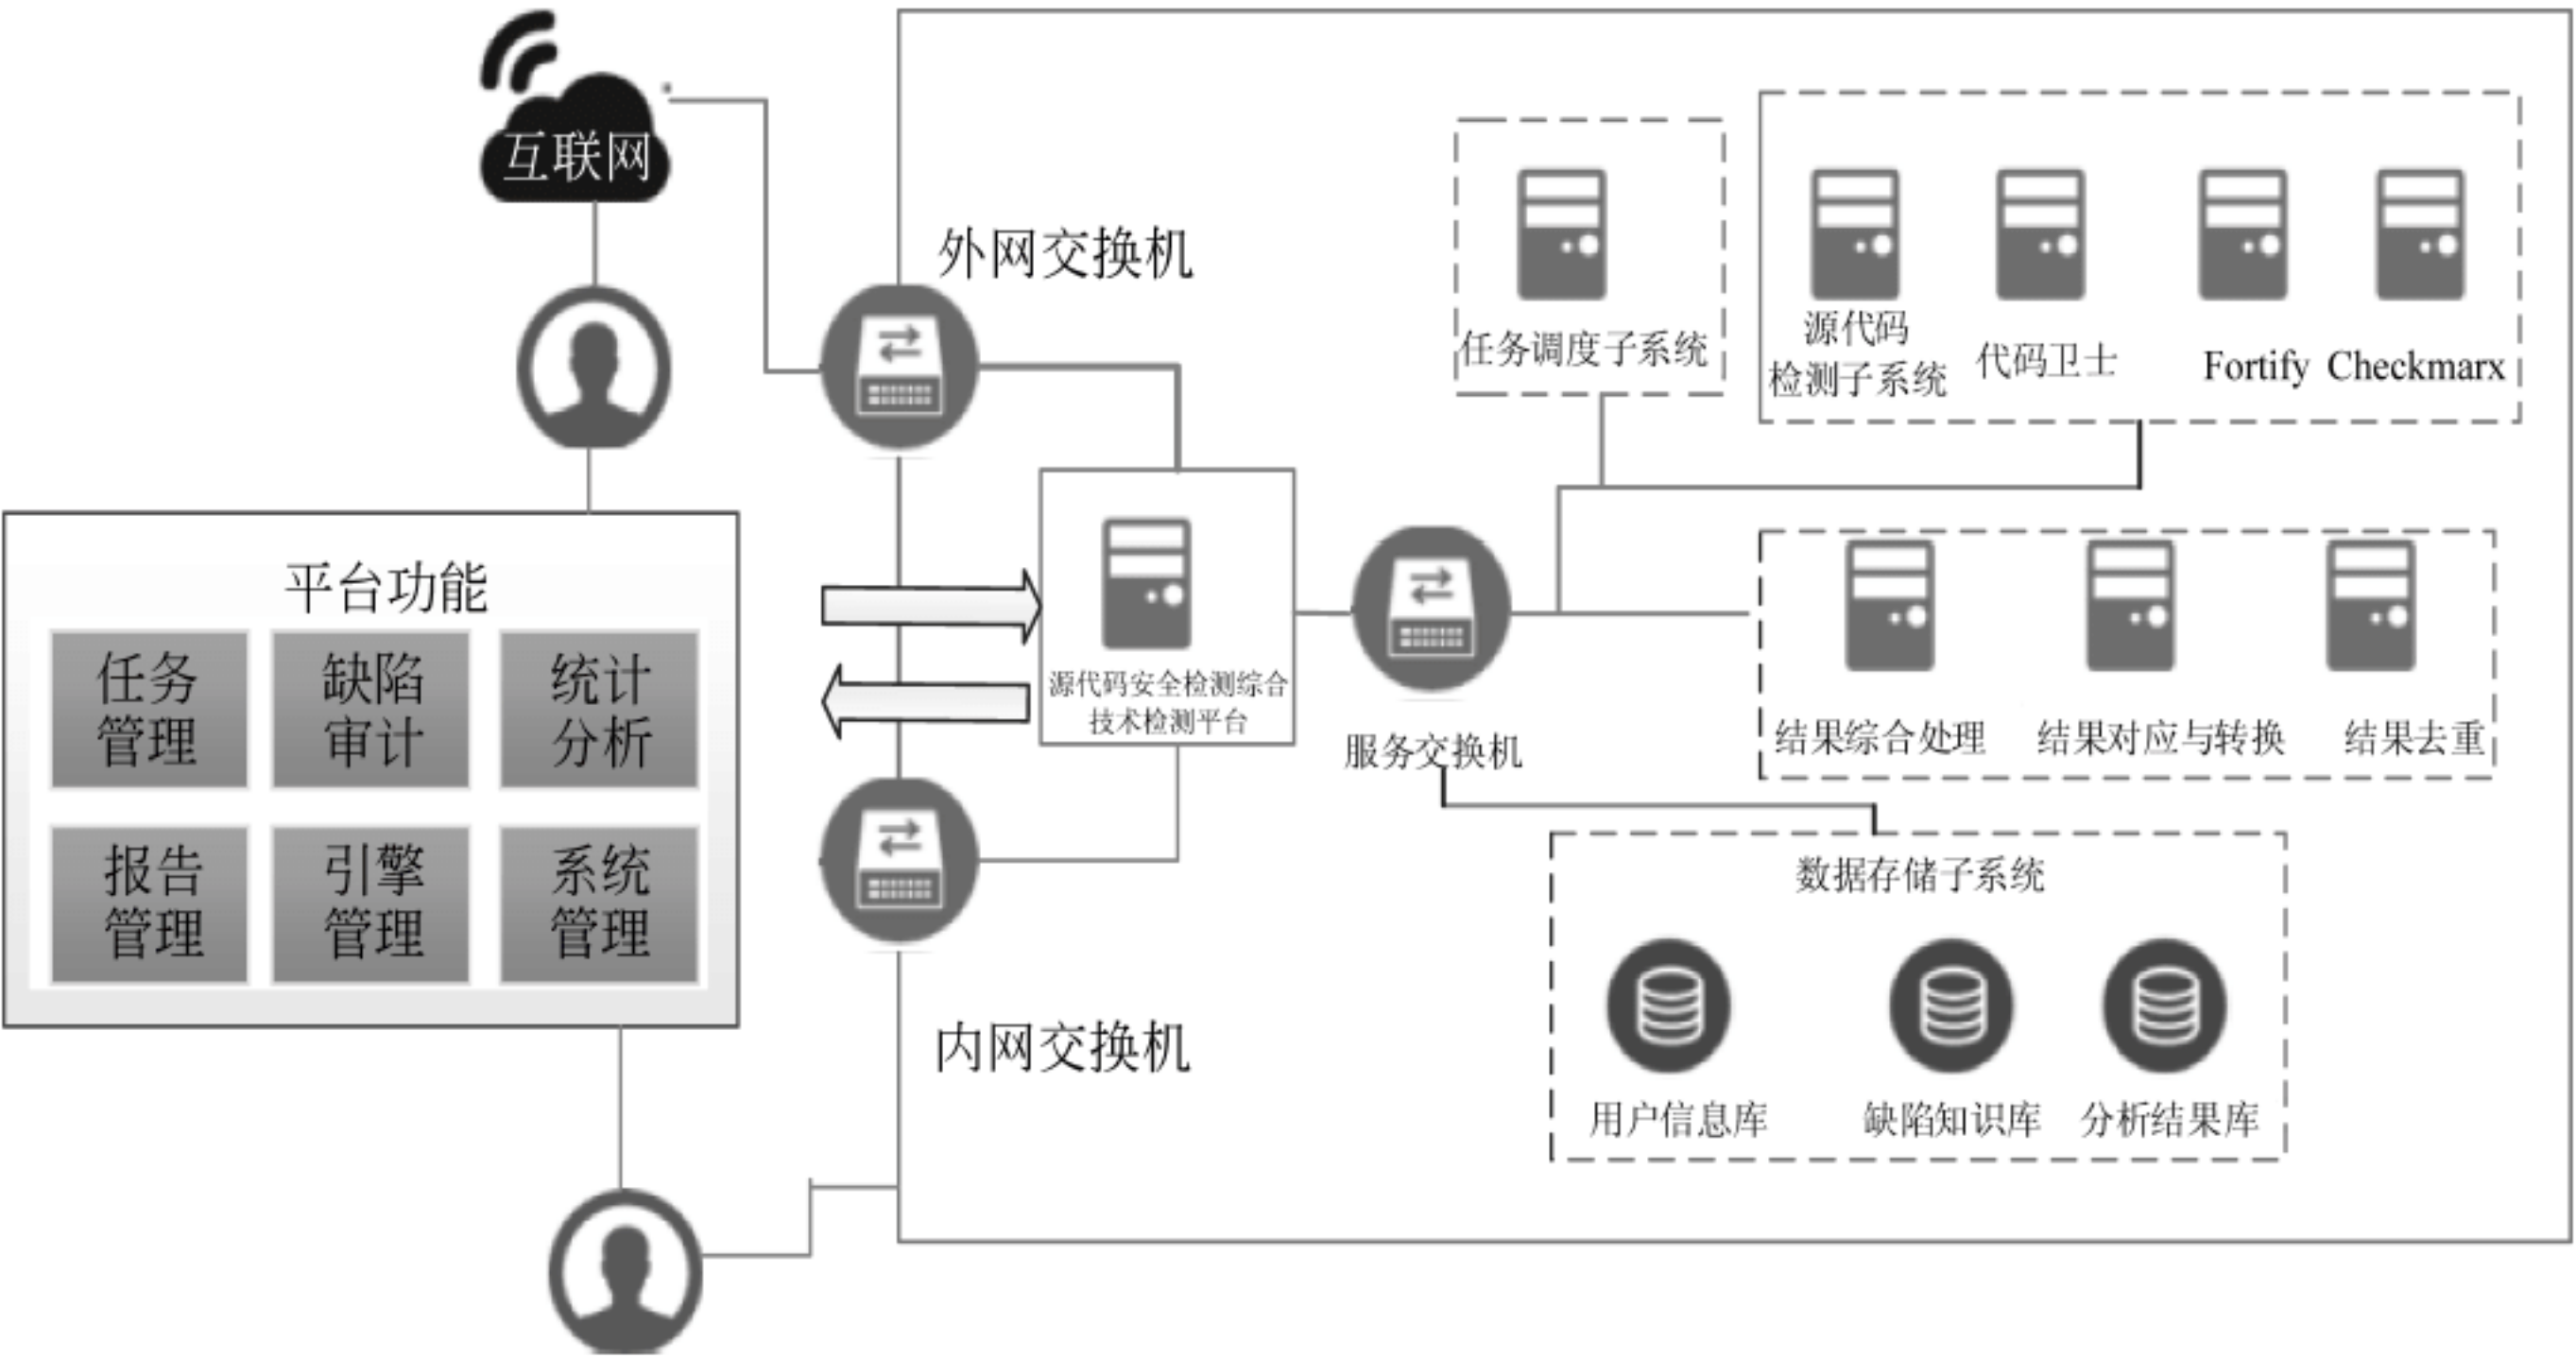 互联网
外网交换机
任务调度子系统
源代码
检测子系统
代码卫士
Fortify
Checkmarx
平台功能
任务
管理
缺陷
审计
统计
分析
报告
管理
引擎
管理
系统
管理
源代码安全检测综合
技术检测平台
服务交换机
结果综合处理
结果对应与转换
结果去重
数据存储子系统
用户信息库
缺陷知识库
分析结果库
内网交换机